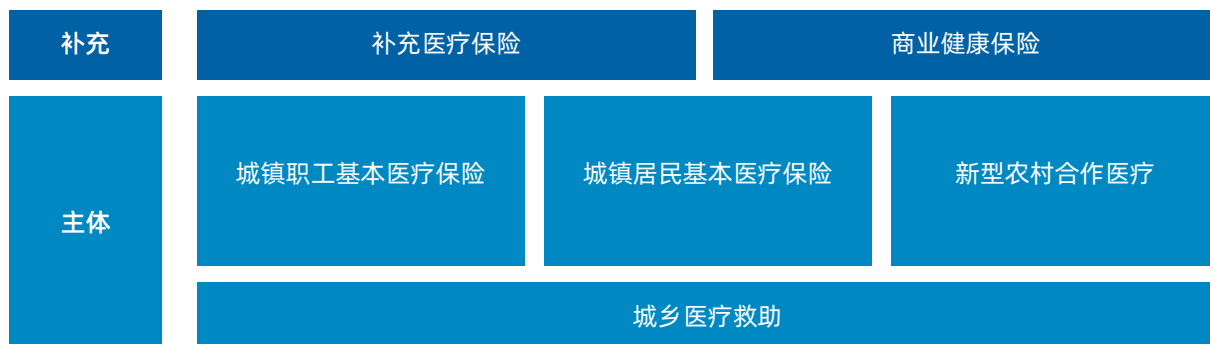 补充
补充医疗保险
商业健康保险
主体
城镇职工基本医疗保险
城镇居民基本医疗保险
新型农村合作医疗
城乡医疗救助